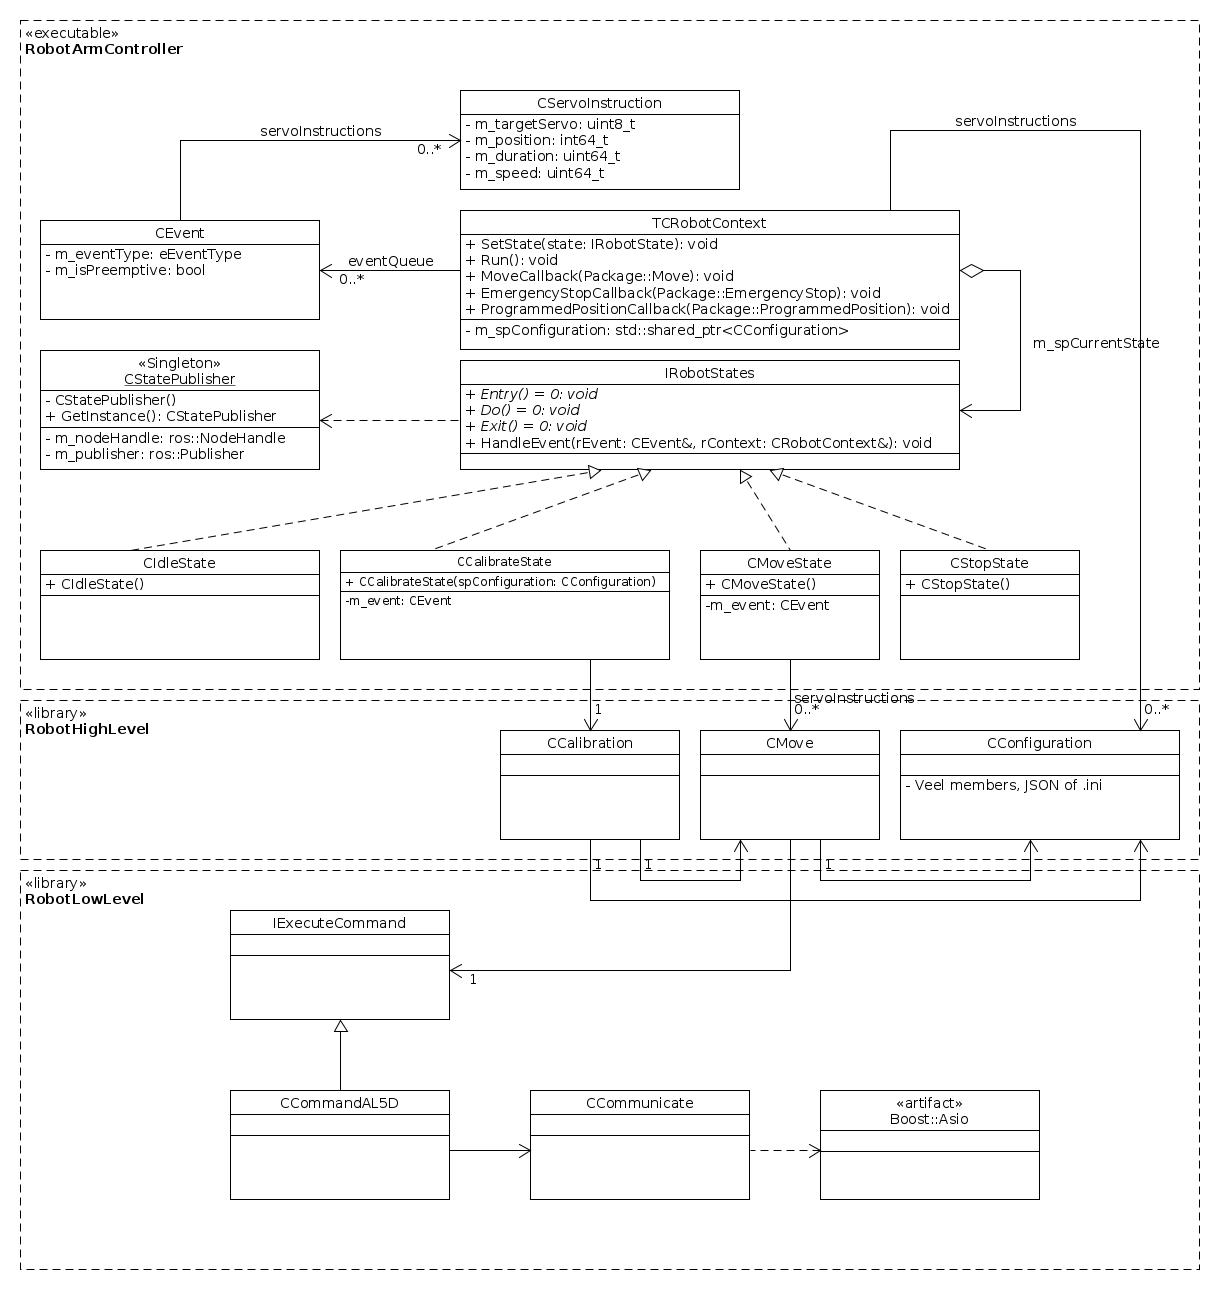 «executable»
RobotArmController
CServoInstruction
- m_targetServo: uint8_t
- m_position: int64_t
- m_duration: uint64_t
- m_speed: uint64_t
servoInstructions
0..*
servoInstructions
CEvent
- m_eventType: eEventType
- m_isPreemptive: bool
eventQueue
0..*
TCRobotContext
+ SetState(state: IRobotState): void
+ Run(): void
+ MoveCallback(Package::Move): void
+ EmergencyStopCallback(Package::EmergencyStop): void
+ ProgrammedPositionCallback(Package::ProgrammedPosition): void
- m_spConfiguration: std::shared_ptr<CConfiguration>
m_spCurrentState
«Singleton»
CStatePublisher
- CStatePublisher()
+ GetInstance(): CStatePublisher
- m_nodeHandle: ros::NodeHandle
- m_publisher: ros::Publisher
IRobotStates
+ Entry() = 0: void
+ Do() = 0: void
+ Exit() = 0: void
+ HandleEvent(rEvent: CEvent&, rContext: CRobotContext&): void
CIdleState
+ CIdleState()
CCalibrateState
+ CCalibrateState(spConfiguration: CConfiguration)
-m_event: CEvent
CMoveState
+ CMoveState()
-m_event: CEvent
CStopState
+ CStopState()
«library»
RobotHighLevel
1
servoInstructions
0..*
0..*
CCalibration
CMove
CConfiguration
- Veel members, JSON of .ini
1
1
1
«library»
RobotLowLevel
IExecuteCommand
1
CCommandAL5D
CCommunicate
«artifact»
Boost::Asio